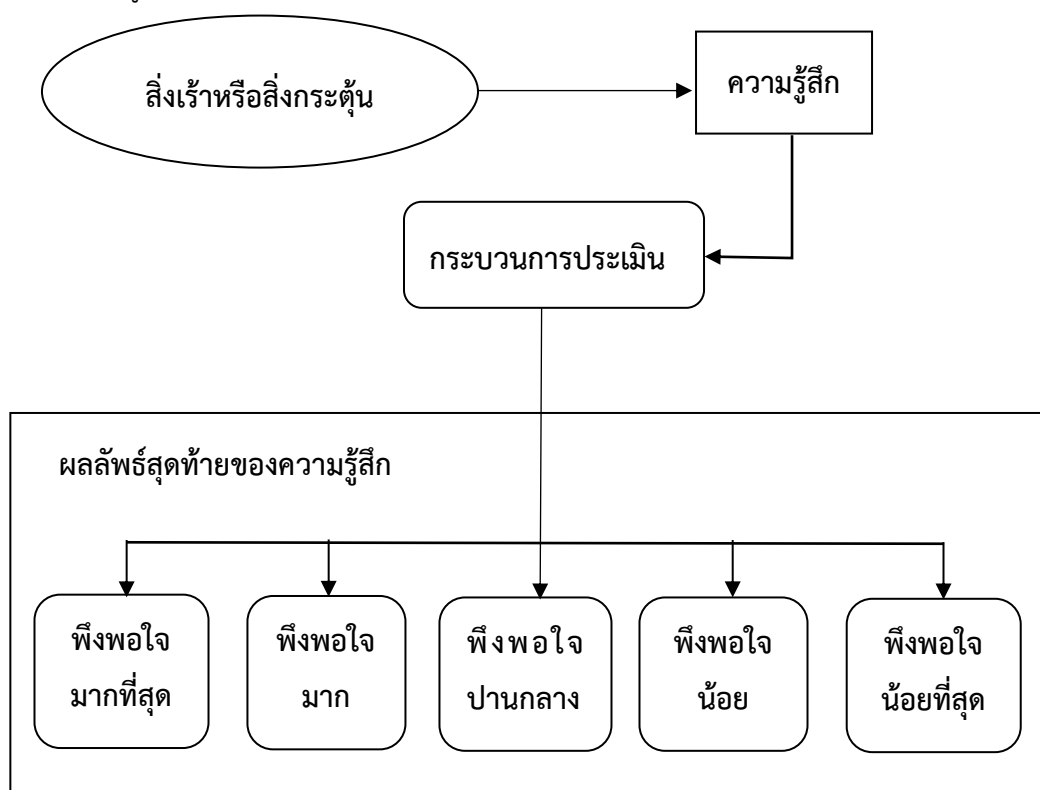 สิ่งเร้าหรือสิ่งกระตุ้น
ความรู้สึก
กระบวนการประเมิน
ผลลัพธ์สุดท้ายของความรู้สึก
พึงพอใจ
มากที่สุด
พึงพอใจ
มาก
พึงพอใจ
ปานกลาง
พึงพอใจ
น้อย
พึงพอใจ
น้อยที่สุด